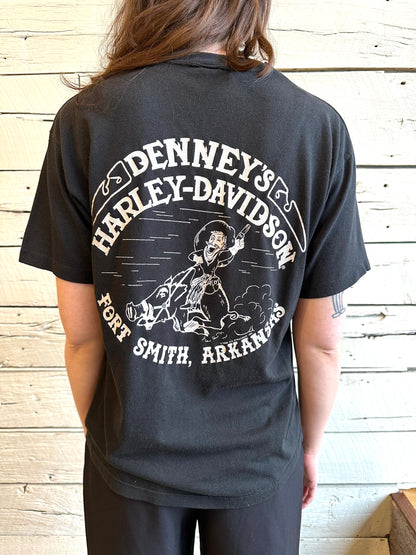 DENNEY'S
HARLEY-DAVIDSON
FORT SMITH, ARKANSAS